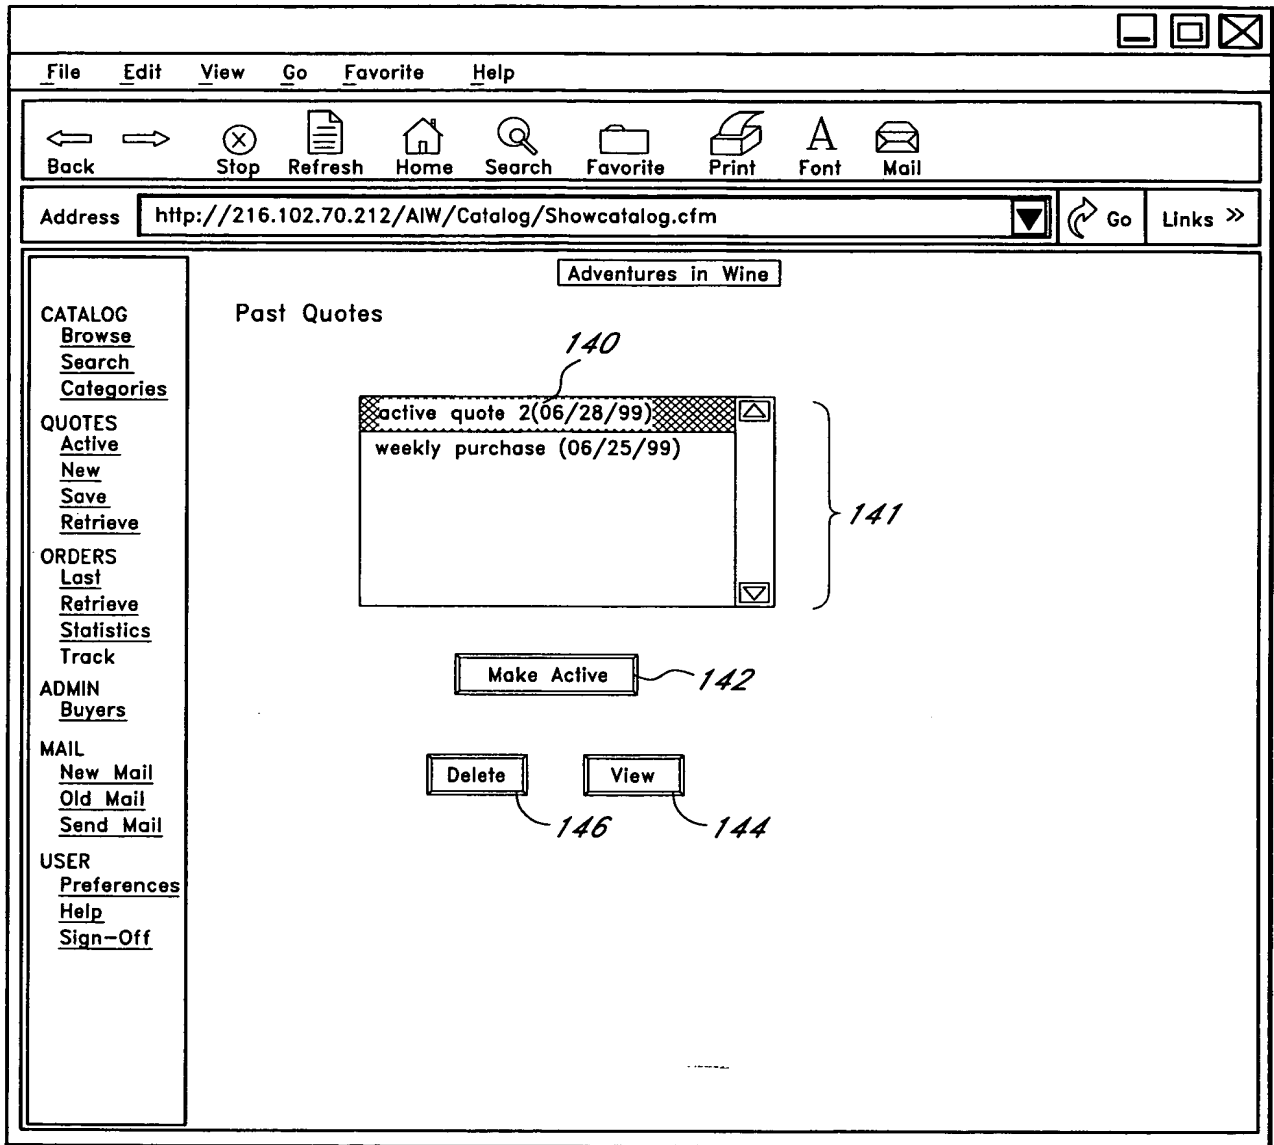 File Edit View Go Favorite Help
Back Stop Refresh Home Search Favorite Print A Font Mail
Address http://216.102.70.212/AIW/Catalog/Showcatalog.cfm Go Links »
Adventures in Wine
CATALOG
Browse
Search
Categories
QUOTES
Active
New
Save
Retrieve
ORDERS
Last
Retrieve
Statistics
Track
ADMIN
Buyers
MAIL
New Mail
Old Mail
Send Mail
USER
Preferences
Help
Sign-Off
Past Quotes
140
active quote 2(06/28/99)
weekly purchase (06/25/99)
141
Make Active 142
Delete View
146 144